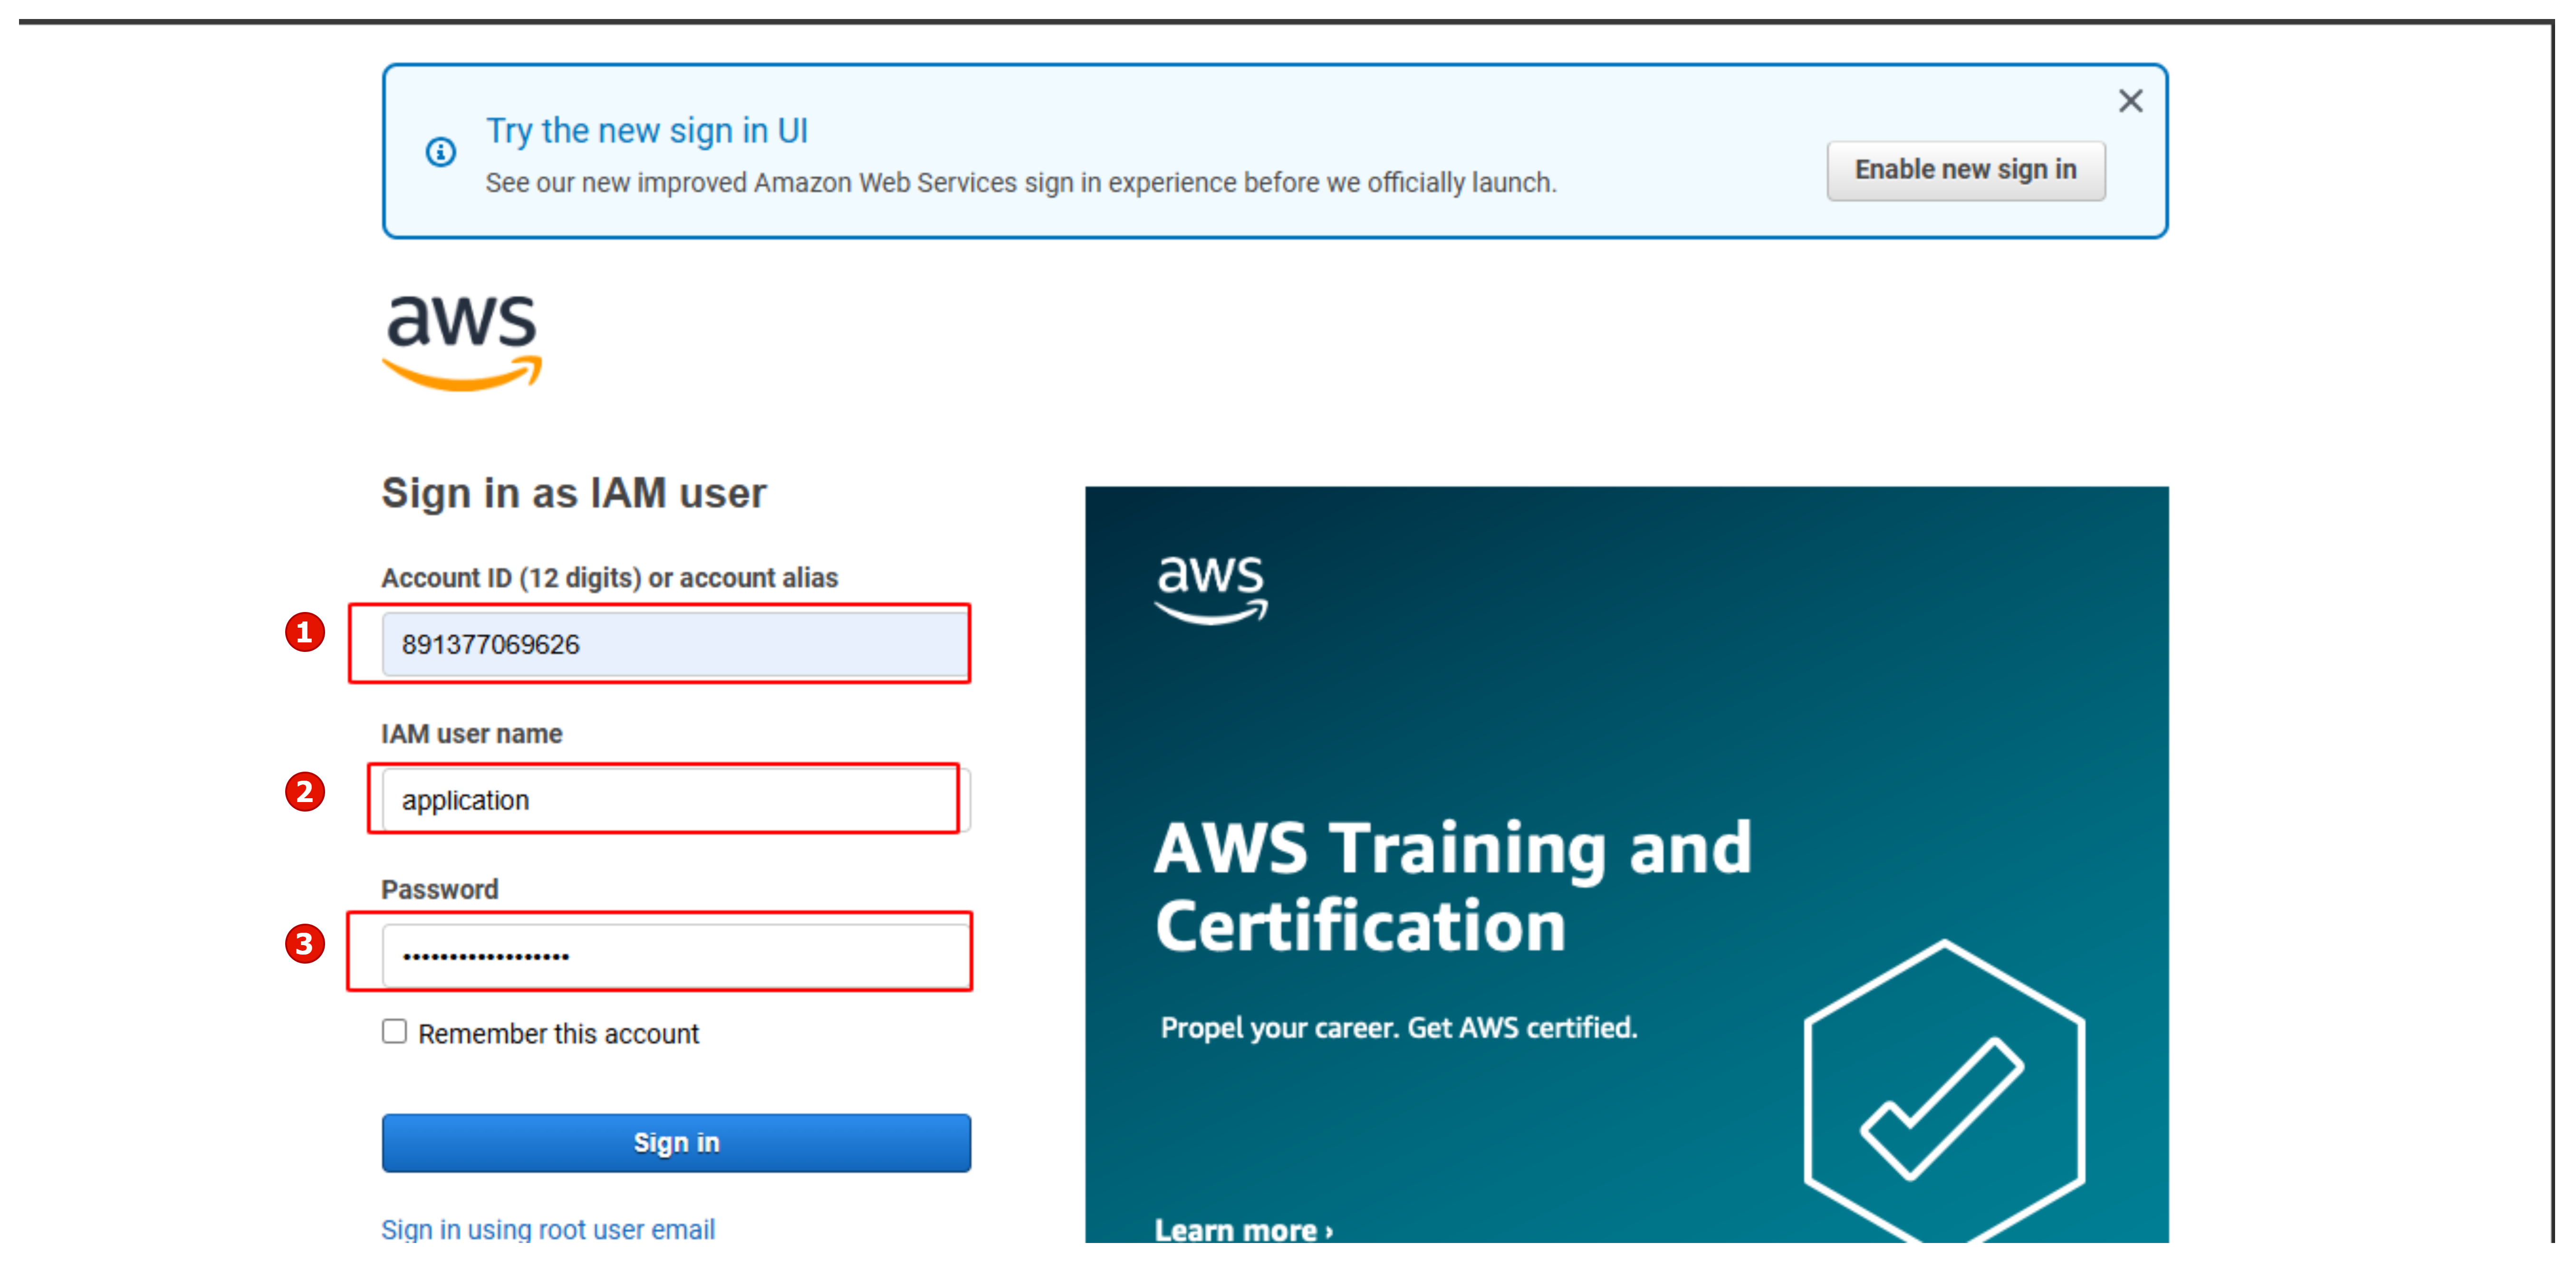 Try the new sign in UI
See our new improved Amazon Web Services sign in experience before we officially launch.
Enable new sign in
aws
Sign in as IAM user
Account ID (12 digits) or account alias
1
891377069626
IAM user name
2
application
Password
3
••••••••••••••••••
Remember this account
Sign in
Sign in using root user email
aws
AWS Training and
Certification
Propel your career. Get AWS certified.
Learn more ›